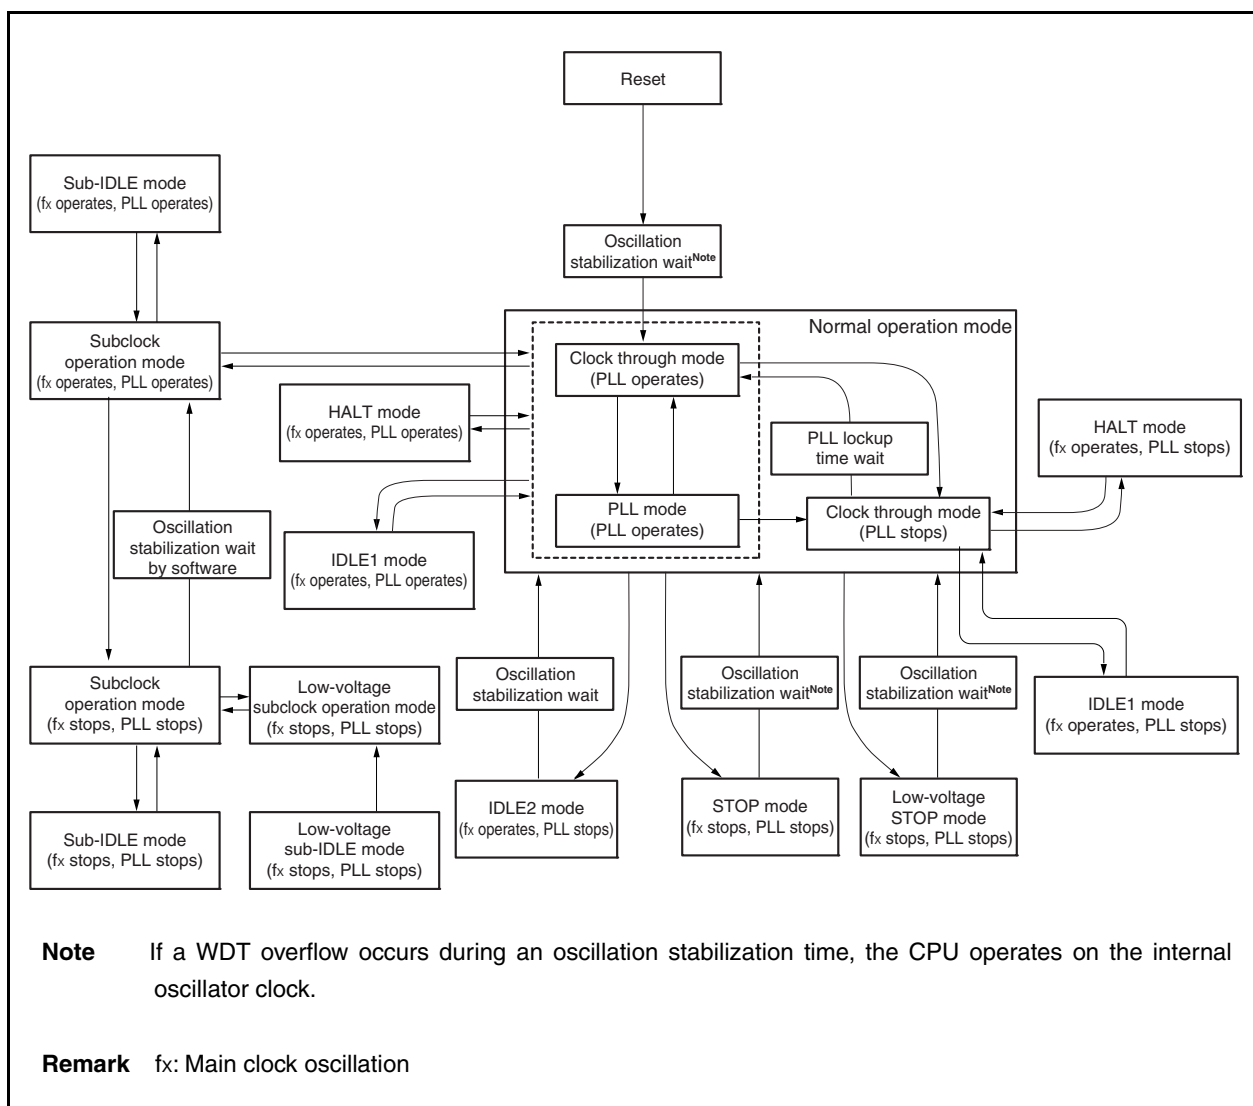 Reset
Sub-IDLE mode
(fx operates, PLL operates)
Oscillation
stabilization wait Note
Normal operation mode
Subclock
operation mode
(fx operates, PLL operates)
Clock through mode
(PLL operates)
HALT mode
(fx operates, PLL operates)
PLL lockup
time wait
HALT mode
(fx operates, PLL stops)
PLL mode
(PLL operates)
Clock through mode
(PLL stops)
Oscillation
stabilization wait
by software
IDLE1 mode
(fx operates, PLL operates)
Subclock
operation mode
(fx stops, PLL stops)
Low-voltage
subclock operation mode
(fx stops, PLL stops)
Oscillation
stabilization wait
Oscillation
stabilization wait Note
Oscillation
stabilization wait Note
IDLE1 mode
(fx operates, PLL stops)
Sub-IDLE mode
(fx stops, PLL stops)
Low-voltage
sub-IDLE mode
(fx stops, PLL stops)
IDLE2 mode
(fx operates, PLL stops)
STOP mode
(fx stops, PLL stops)
Low-voltage
STOP mode
(fx stops, PLL stops)
Note If a WDT overflow occurs during an oscillation stabilization time, the CPU operates on the internal
oscillator clock.
Remark fx: Main clock oscillation